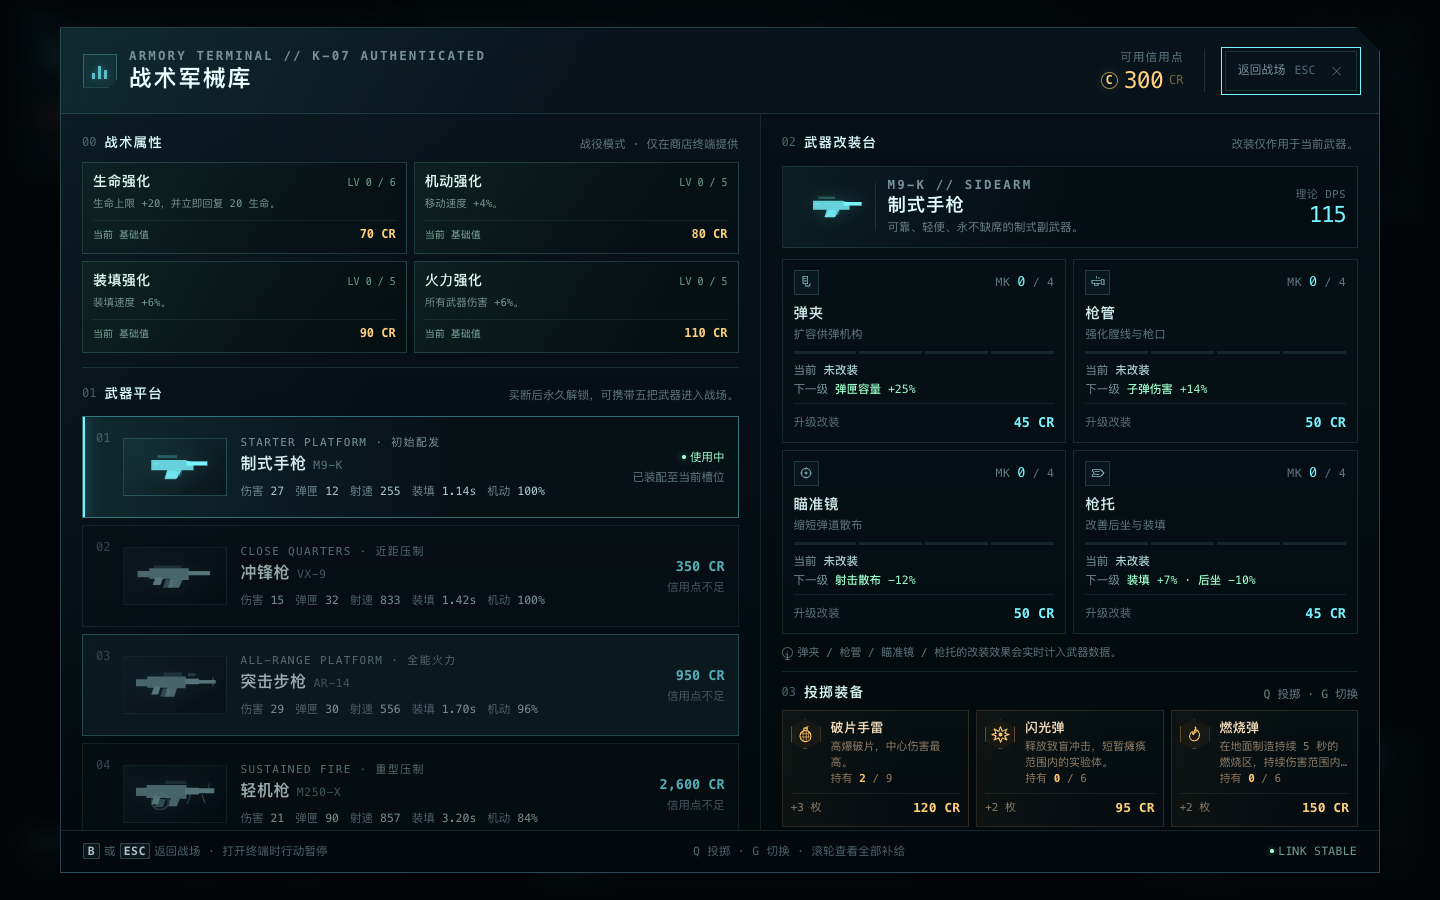 ARMORY TERMINAL // K-07 AUTHENTICATED
战术军械库
可用信用点
C 300 CR
返回战场 ESC
00 战术属性
战役模式 · 仅在商店终端提供
生命强化 LV 0 / 6
生命上限 +20，并立即回复 20 生命。
当前 基础值 70 CR
机动强化 LV 0 / 5
移动速度 +4%。
当前 基础值 80 CR
装填强化 LV 0 / 5
装填速度 +6%。
当前 基础值 90 CR
火力强化 LV 0 / 5
所有武器伤害 +6%。
当前 基础值 110 CR
01 武器平台
买断后永久解锁，可携带五把武器进入战场。
01
STARTER PLATFORM · 初始配发
制式手枪 M9-K
伤害 27 弹匣 12 射速 255 装填 1.14s 机动 100%
使用中
已装配至当前槽位
02
CLOSE QUARTERS · 近距压制
冲锋枪 VX-9
伤害 15 弹匣 32 射速 833 装填 1.42s 机动 100%
350 CR
信用点不足
03
ALL-RANGE PLATFORM · 全能火力
突击步枪 AR-14
伤害 29 弹匣 30 射速 556 装填 1.70s 机动 96%
950 CR
信用点不足
04
SUSTAINED FIRE · 重型压制
轻机枪 M250-X
伤害 21 弹匣 90 射速 857 装填 3.20s 机动 84%
2,600 CR
信用点不足
02 武器改装台
改装仅作用于当前武器。
M9-K // SIDEARM
制式手枪
可靠、轻便、永不缺席的制式副武器。
理论 DPS
115
MK 0 / 4
弹夹
扩容供弹机构
当前 未改装
下一级 弹匣容量 +25%
升级改装 45 CR
MK 0 / 4
枪管
强化膛线与枪口
当前 未改装
下一级 子弹伤害 +14%
升级改装 50 CR
MK 0 / 4
瞄准镜
缩短弹道散布
当前 未改装
下一级 射击散布 -12%
升级改装 50 CR
MK 0 / 4
枪托
改善后坐与装填
当前 未改装
下一级 装填 +7% · 后坐 -10%
升级改装 45 CR
弹夹 / 枪管 / 瞄准镜 / 枪托的改装效果会实时计入武器数据。
03 投掷装备
Q 投掷 · G 切换
破片手雷
高爆破片，中心伤害最
高。
持有 2 / 9
+3 枚 120 CR
闪光弹
释放致盲冲击，短暂瘫痪
范围内的实验体。
持有 0 / 6
+2 枚 95 CR
燃烧弹
在地面制造持续 5 秒的
燃烧区，持续伤害范围内…
持有 0 / 6
+2 枚 150 CR
B 或 ESC 返回战场 · 打开终端时行动暂停
Q 投掷 · G 切换 · 滚轮查看全部补给
LINK STABLE